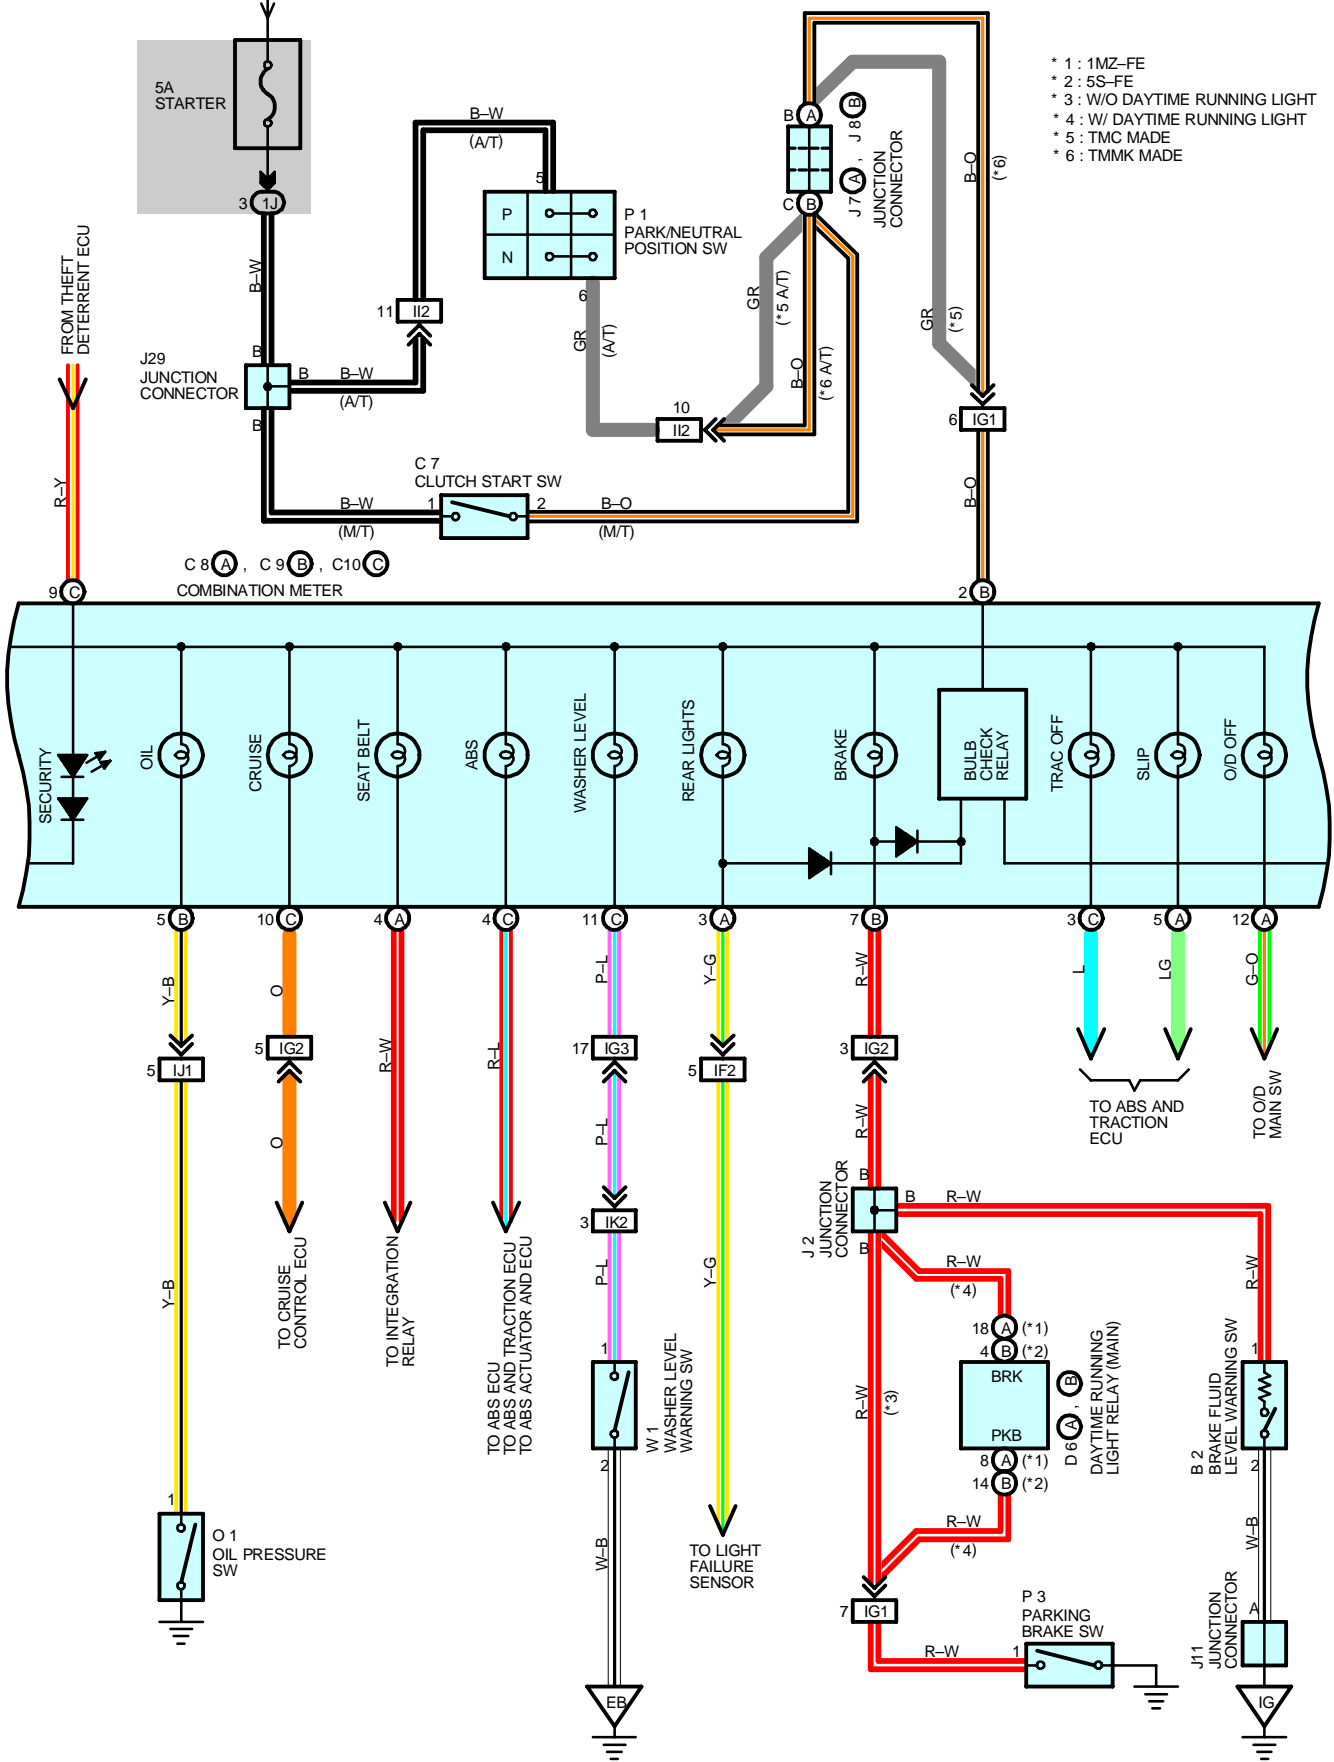 5A
STARTER
3 1J
B–W
FROM THEFT
DETERRENT ECU
R–Y
9 C
J29
JUNCTION
CONNECTOR
B
B
B
B–W
(A/T)
11 II2
B–W
(A/T)
5
P
N
P 1
PARK/NEUTRAL
POSITION SW
6
GR
(A/T)
10
II2
C 7
CLUTCH START SW
B–W
(M/T)
1
2
B–O
(M/T)
B A
C B
J 7 A , J 8 B
JUNCTION
CONNECTOR
GR
(*5 A/T)
B–O
(*6 A/T)
GR
(*5)
B–O
(*6)
6 IG1
B–O
2 B
* 1 : 1MZ–FE
* 2 : 5S–FE
* 3 : W/O DAYTIME RUNNING LIGHT
* 4 : W/ DAYTIME RUNNING LIGHT
* 5 : TMC MADE
* 6 : TMMK MADE
C 8 A , C 9 B , C10 C
COMBINATION METER
SECURITY
OIL
CRUISE
SEAT BELT
ABS
WASHER LEVEL
REAR LIGHTS
BRAKE
BULB
CHECK
RELAY
TRAC OFF
SLIP
O/D OFF
5 B
10 C
4 A
4 C
11 C
3 A
7 B
3 C
5 A
12 A
Y–B
5 IJ1
Y–B
1
O 1
OIL PRESSURE
SW
O
5 IG2
O
TO CRUISE
CONTROL ECU
R–W
TO INTEGRATION
RELAY
R–L
TO ABS ECU
TO ABS AND TRACTION ECU
TO ABS ACTUATOR AND ECU
P–L
17 IG3
P–L
3 IK2
P–L
1
2
W 1
WASHER LEVEL
WARNING SW
W–B
EB
Y–G
5 IF2
Y–G
TO LIGHT
FAILURE
SENSOR
R–W
3 IG2
R–W
B
B
B
J 2
JUNCTION
CONNECTOR
R–W
R–W
(*4)
18 A (*1)
4 B (*2)
BRK
PKB
8 A (*1)
14 B (*2)
D 6 A , B
DAYTIME RUNNING
LIGHT RELAY (MAIN)
R–W
(*3)
R–W
(*4)
7 IG1
R–W
1
P 3
PARKING
BRAKE SW
L
LG
TO ABS AND
TRACTION
ECU
G–O
TO O/D
MAIN SW
R–W
1
2
B 2
BRAKE FLUID
LEVEL WARNING SW
W–B
A
J11
JUNCTION
CONNECTOR
IG